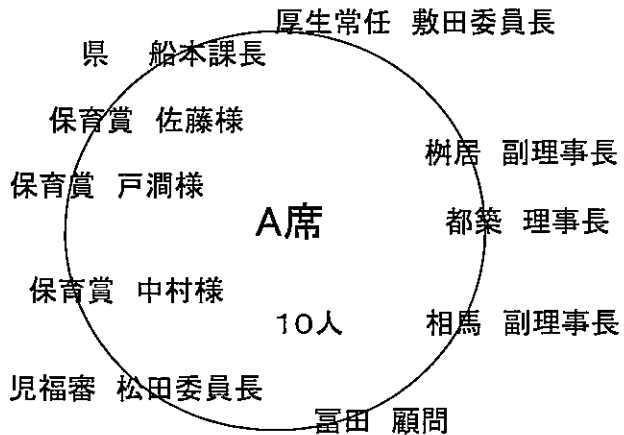 厚生常任 敷田委員長
県 船本課長
保育賞 佐藤様
桝居 副理事長
保育賞 戸澗様
A席
都築 理事長
保育賞 中村様
10人
相馬 副理事長
児福審 松田委員長
冨田 顧問